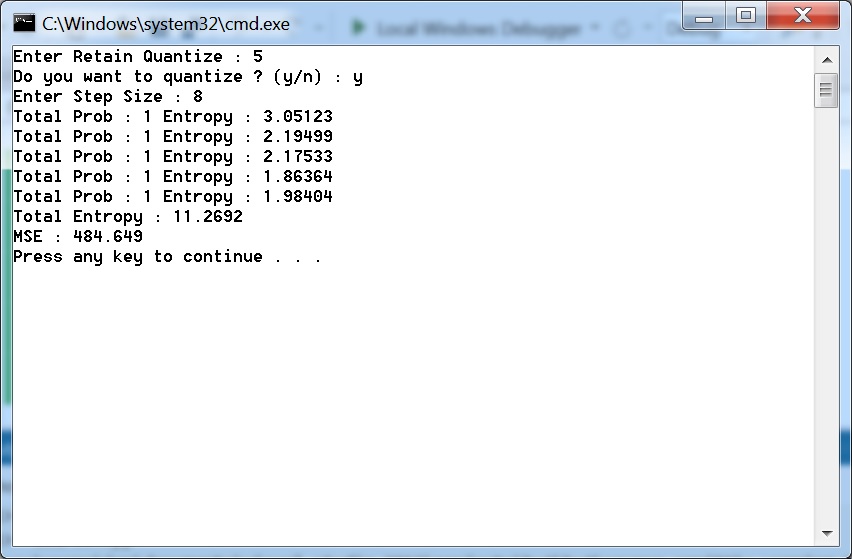 C:\Windows\system32\cmd.exe
Local Windows Debugger
Enter Retain Quantize : 5
Do you want to quantize ? (y/n) : y
Enter Step Size : 8
Total Prob : 1 Entropy : 3.05123
Total Prob : 1 Entropy : 2.19499
Total Prob : 1 Entropy : 2.17533
Total Prob : 1 Entropy : 1.86364
Total Prob : 1 Entropy : 1.98404
Total Entropy : 11.2692
MSE : 484.649
Press any key to continue . . .